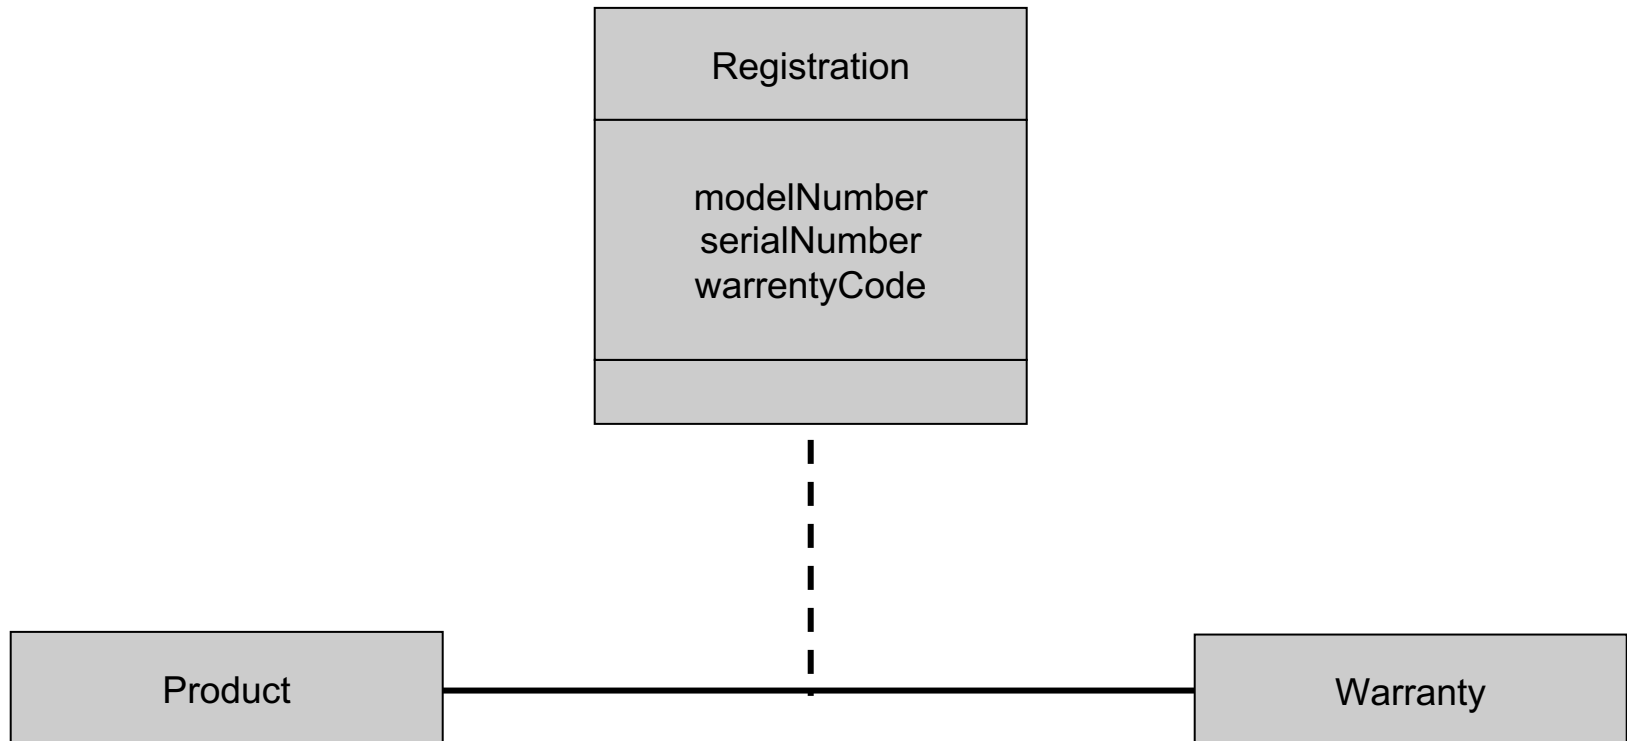 Registration
modelNumber
serialNumber
warrentyCode
Product
Warranty